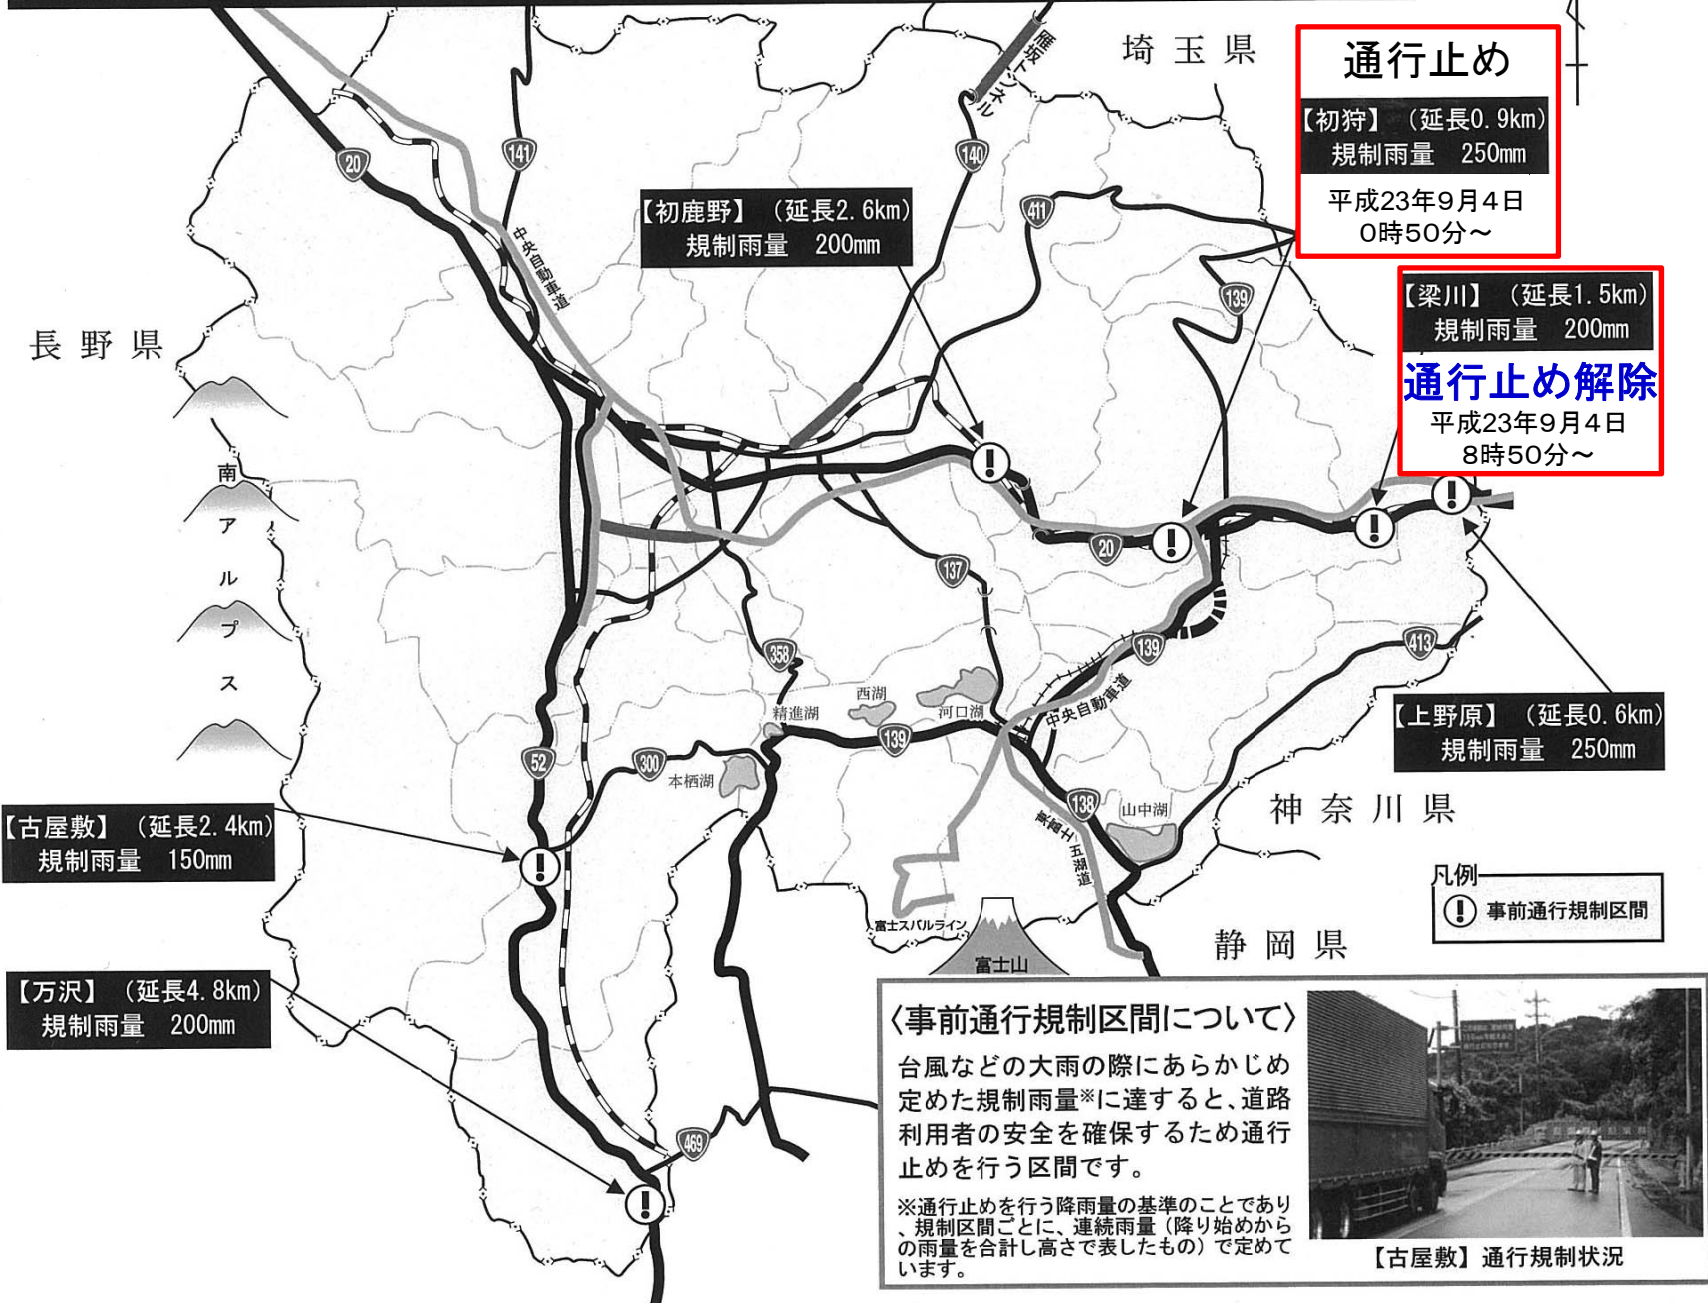 埼玉県
通行止め
【初狩】（延長0.9km）
規制雨量　250mm
平成23年9月4日
0時50分～
雁坂トンネル
20
141
140
411
139
【初鹿野】（延長2.6km）
規制雨量　200mm
中央自動車道
【梁川】（延長1.5km）
規制雨量　200mm
通行止め解除
平成23年9月4日
8時50分～
長野県
南アルプス
20
137
139
413
358
西湖
河口湖
精進湖
中央自動車道
139
52
300
本栖湖
138
山中湖
東富士五湖道
【上野原】（延長0.6km）
規制雨量　250mm
神奈川県
【古屋敷】（延長2.4km）
規制雨量　150mm
凡例
事前通行規制区間
富士スバルライン
富士山
静岡県
【万沢】（延長4.8km）
規制雨量　200mm
469
〈事前通行規制区間について〉
台風などの大雨の際にあらかじめ
定めた規制雨量※に達すると、道路
利用者の安全を確保するため通行
止めを行う区間です。
※通行止めを行う降雨量の基準のことであり
、規制区間ごとに、連続雨量（降り始めから
の雨量を合計し高さで表したもの）で定めて
います。
【古屋敷】通行規制状況